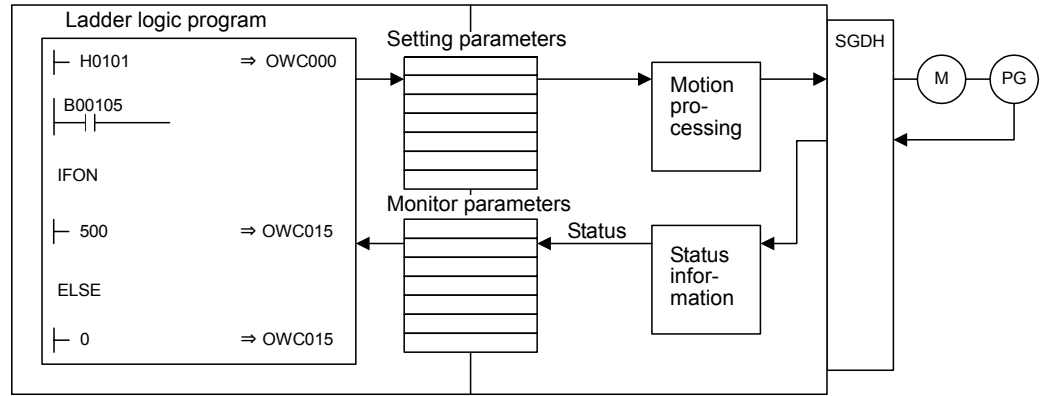 Ladder logic program
H0101 ⇒ OWC000
B00105
IFON
500 ⇒ OWC015
ELSE
0 ⇒ OWC015
Setting parameters
Monitor parameters
Status
Motion
pro-
cessing
Status
infor-
mation
SGDH
M
PG